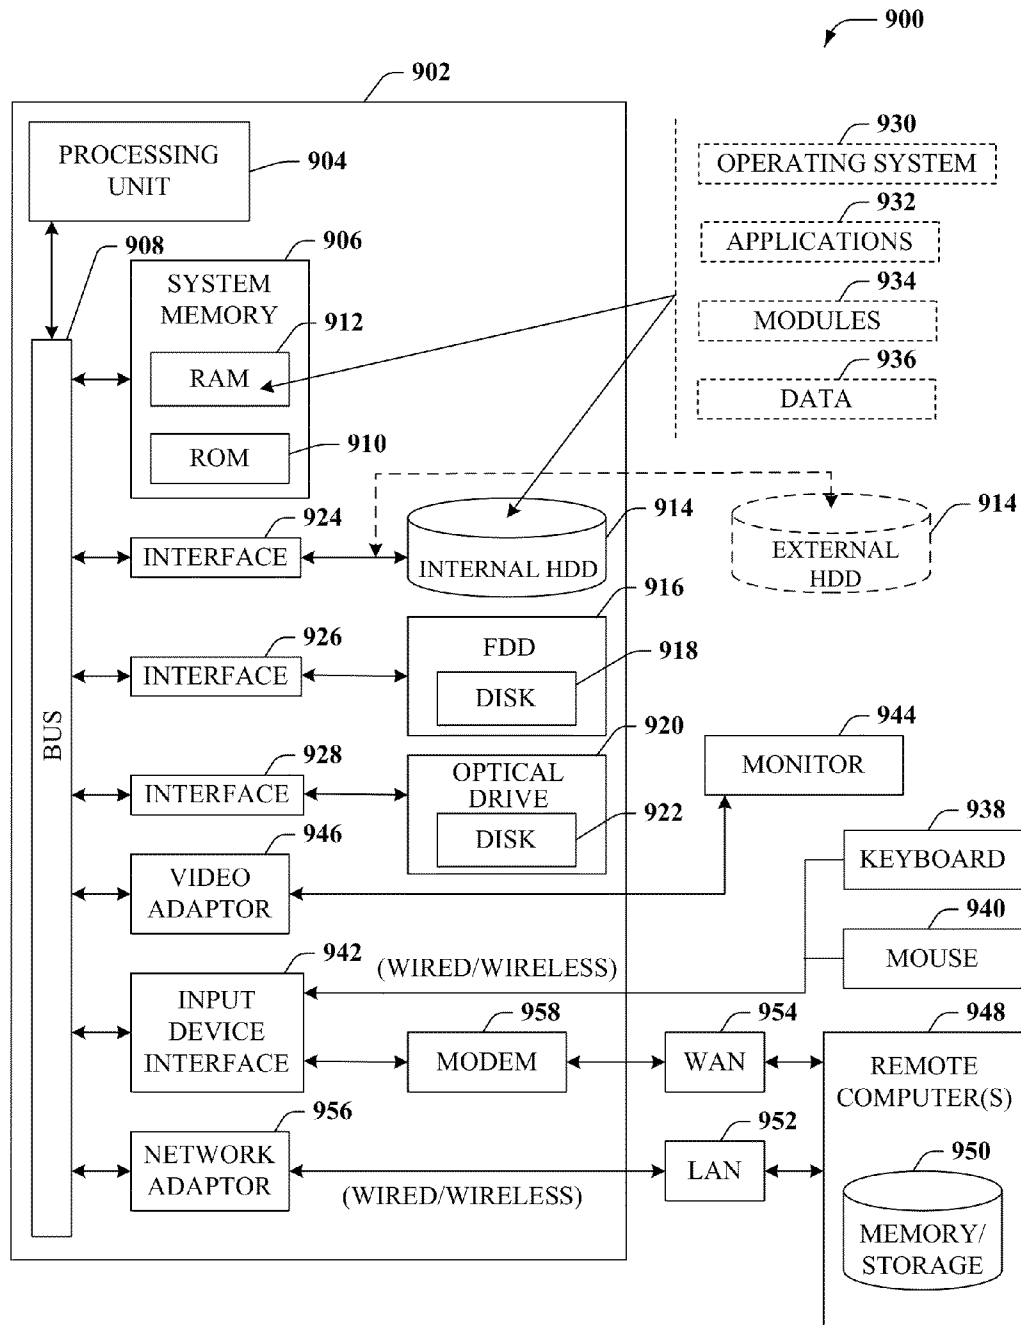 900
902
PROCESSING
UNIT
904
908
906
SYSTEM
MEMORY
912
RAM
910
ROM
930
OPERATING SYSTEM
932
APPLICATIONS
934
MODULES
936
DATA
924
INTERFACE
914
INTERNAL HDD
914
EXTERNAL
HDD
926
INTERFACE
916
FDD
918
DISK
BUS
928
INTERFACE
920
OPTICAL
DRIVE
922
DISK
944
MONITOR
946
VIDEO
ADAPTOR
938
KEYBOARD
940
MOUSE
942
INPUT
DEVICE
INTERFACE
(WIRED/WIRELESS)
958
MODEM
954
WAN
948
REMOTE
COMPUTER(S)
956
NETWORK
ADAPTOR
(WIRED/WIRELESS)
952
LAN
950
MEMORY/
STORAGE